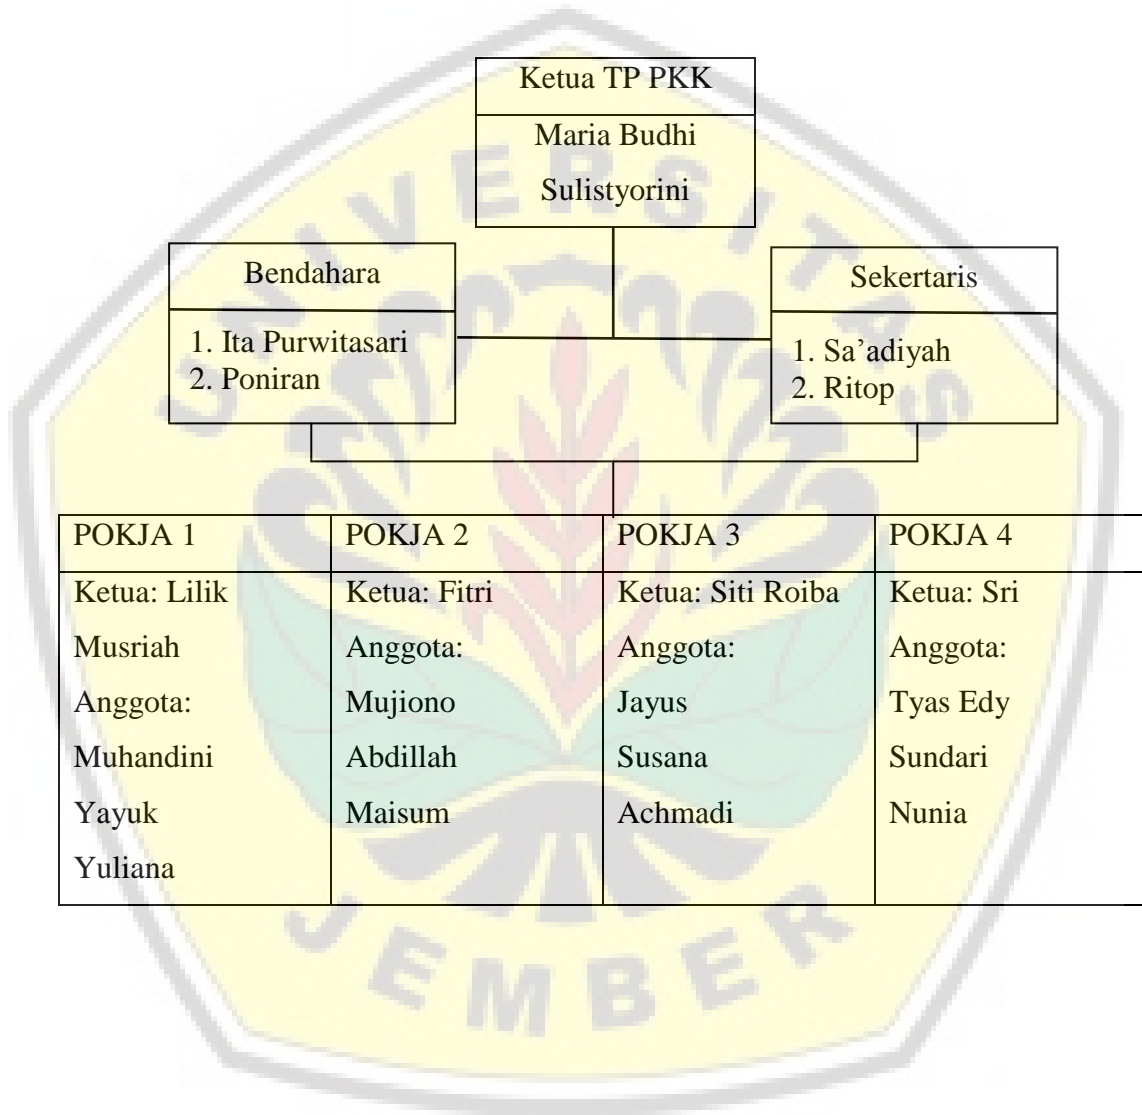 Ketua TP PKK
Maria Budhi
Sulistyorini
Bendahara
1. Ita Purwitasari
2. Poniran
Sekertaris
1. Sa’adiyah
2. Ritop
POKJA 1
Ketua: Lilik
Musriah
Anggota:
Muhandini
Yayuk
Yuliana
POKJA 2
Ketua: Fitri
Anggota:
Mujiono
Abdillah
Maisum
POKJA 3
Ketua: Siti Roiba
Anggota:
Jayus
Susana
Achmadi
POKJA 4
Ketua: Sri
Anggota:
Tyas Edy
Sundari
Nunia
UNIVERSITAS
JEMBER